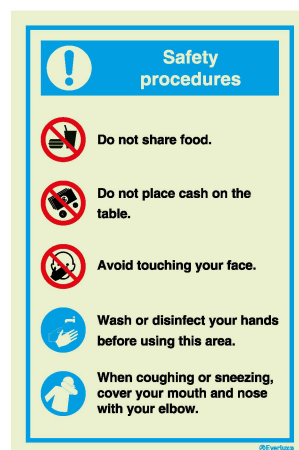 Safety
procedures
Do not share food.
Do not place cash on the
table.
Avoid touching your face.
Wash or disinfect your hands
before using this area.
When coughing or sneezing,
cover your mouth and nose
with your elbow.
Everlux®